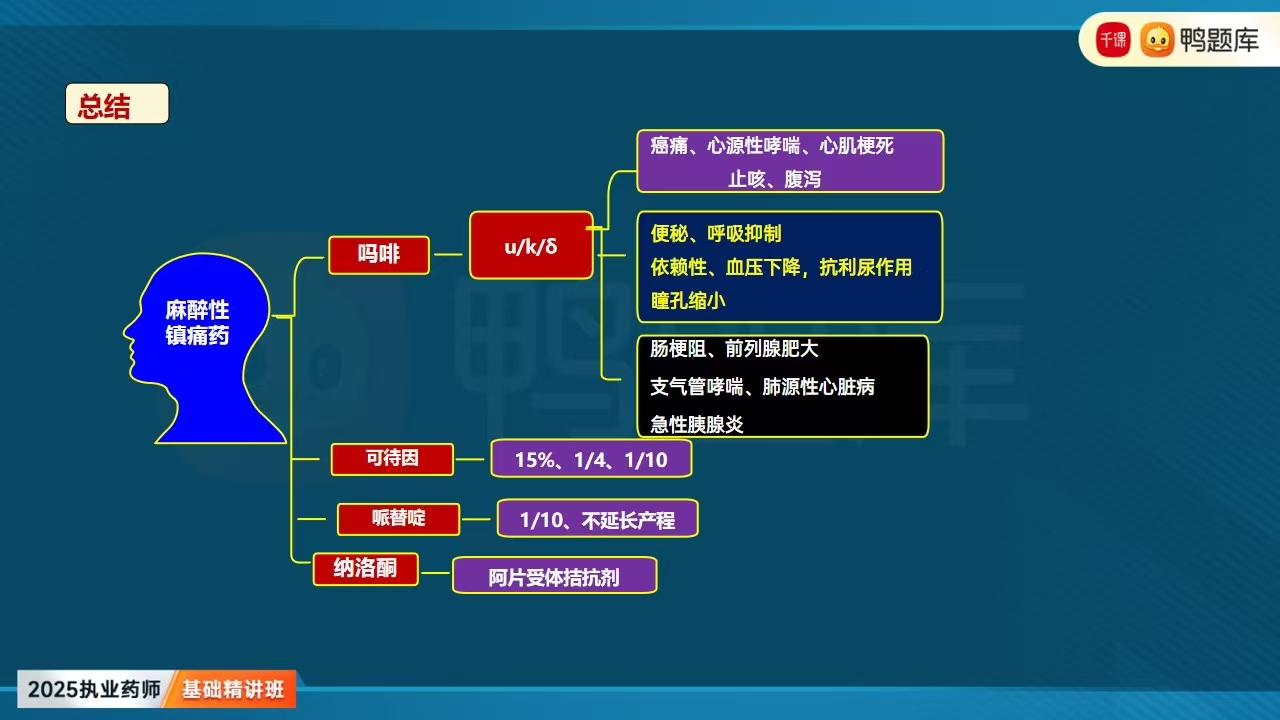 千课 鸭题库
总结
癌痛、心源性哮喘、心肌梗死
止咳、腹泻
吗啡
u/k/δ
便秘、呼吸抑制
依赖性、血压下降，抗利尿作用
瞳孔缩小
麻醉性
镇痛药
肠梗阻、前列腺肥大
支气管哮喘、肺源性心脏病
急性胰腺炎
可待因
15%、1/4、1/10
哌替啶
1/10、不延长产程
纳洛酮
阿片受体拮抗剂
2025执业药师 基础精讲班